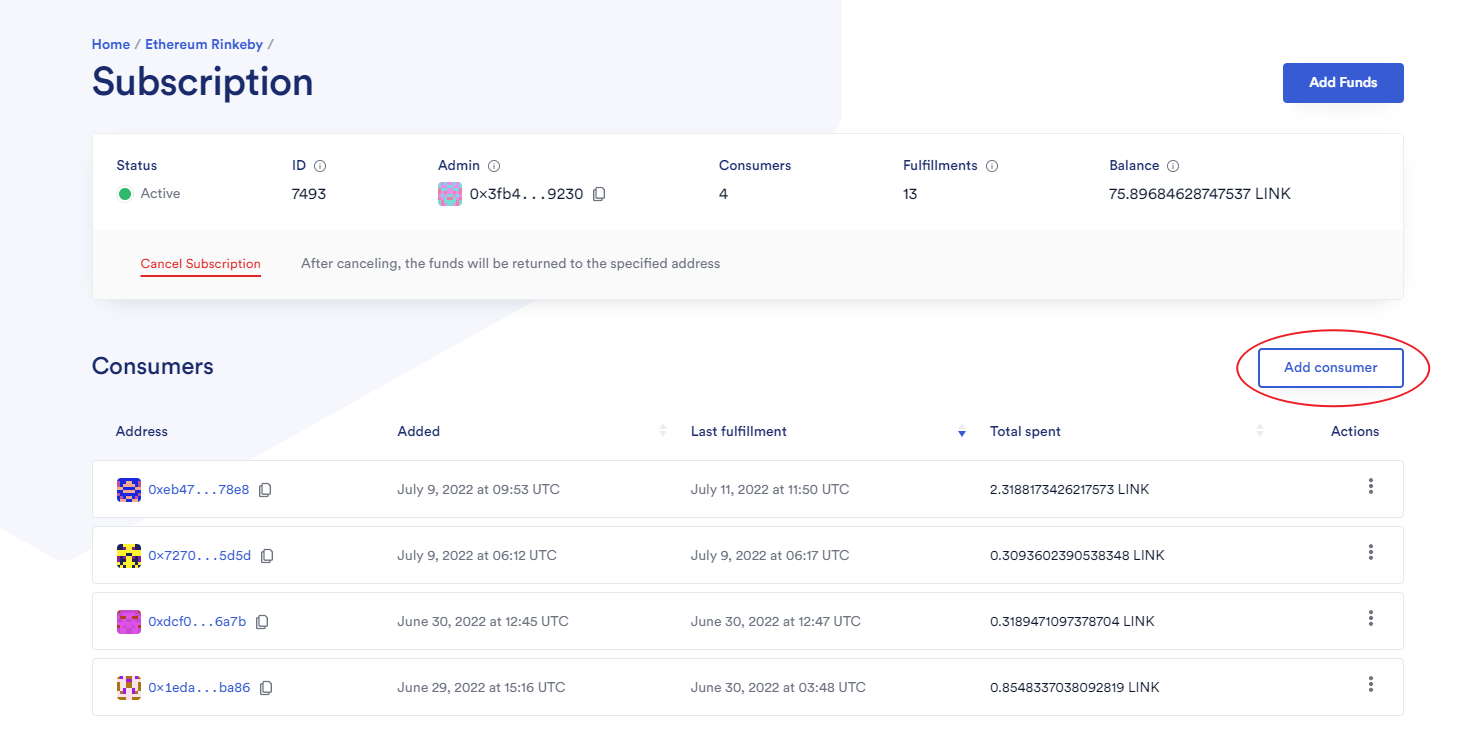 Home / Ethereum Rinkeby /
Subscription
Add Funds
Status ID Admin Consumers Fulfillments Balance
Active 7493 0x3fb4...9230 4 13 75.89684628747537 LINK
Cancel Subscription After canceling, the funds will be returned to the specified address
Consumers
Add consumer
Address Added Last fulfillment Total spent Actions
0xeb47...78e8 July 9, 2022 at 09:53 UTC July 11, 2022 at 11:50 UTC 2.3188173426217573 LINK
0x7270...5d5d July 9, 2022 at 06:12 UTC July 9, 2022 at 06:17 UTC 0.3093602390538348 LINK
0xdcf0...6a7b June 30, 2022 at 12:45 UTC June 30, 2022 at 12:47 UTC 0.3189471097378704 LINK
0x1eda...ba86 June 29, 2022 at 15:16 UTC June 30, 2022 at 03:48 UTC 0.8548337038092819 LINK